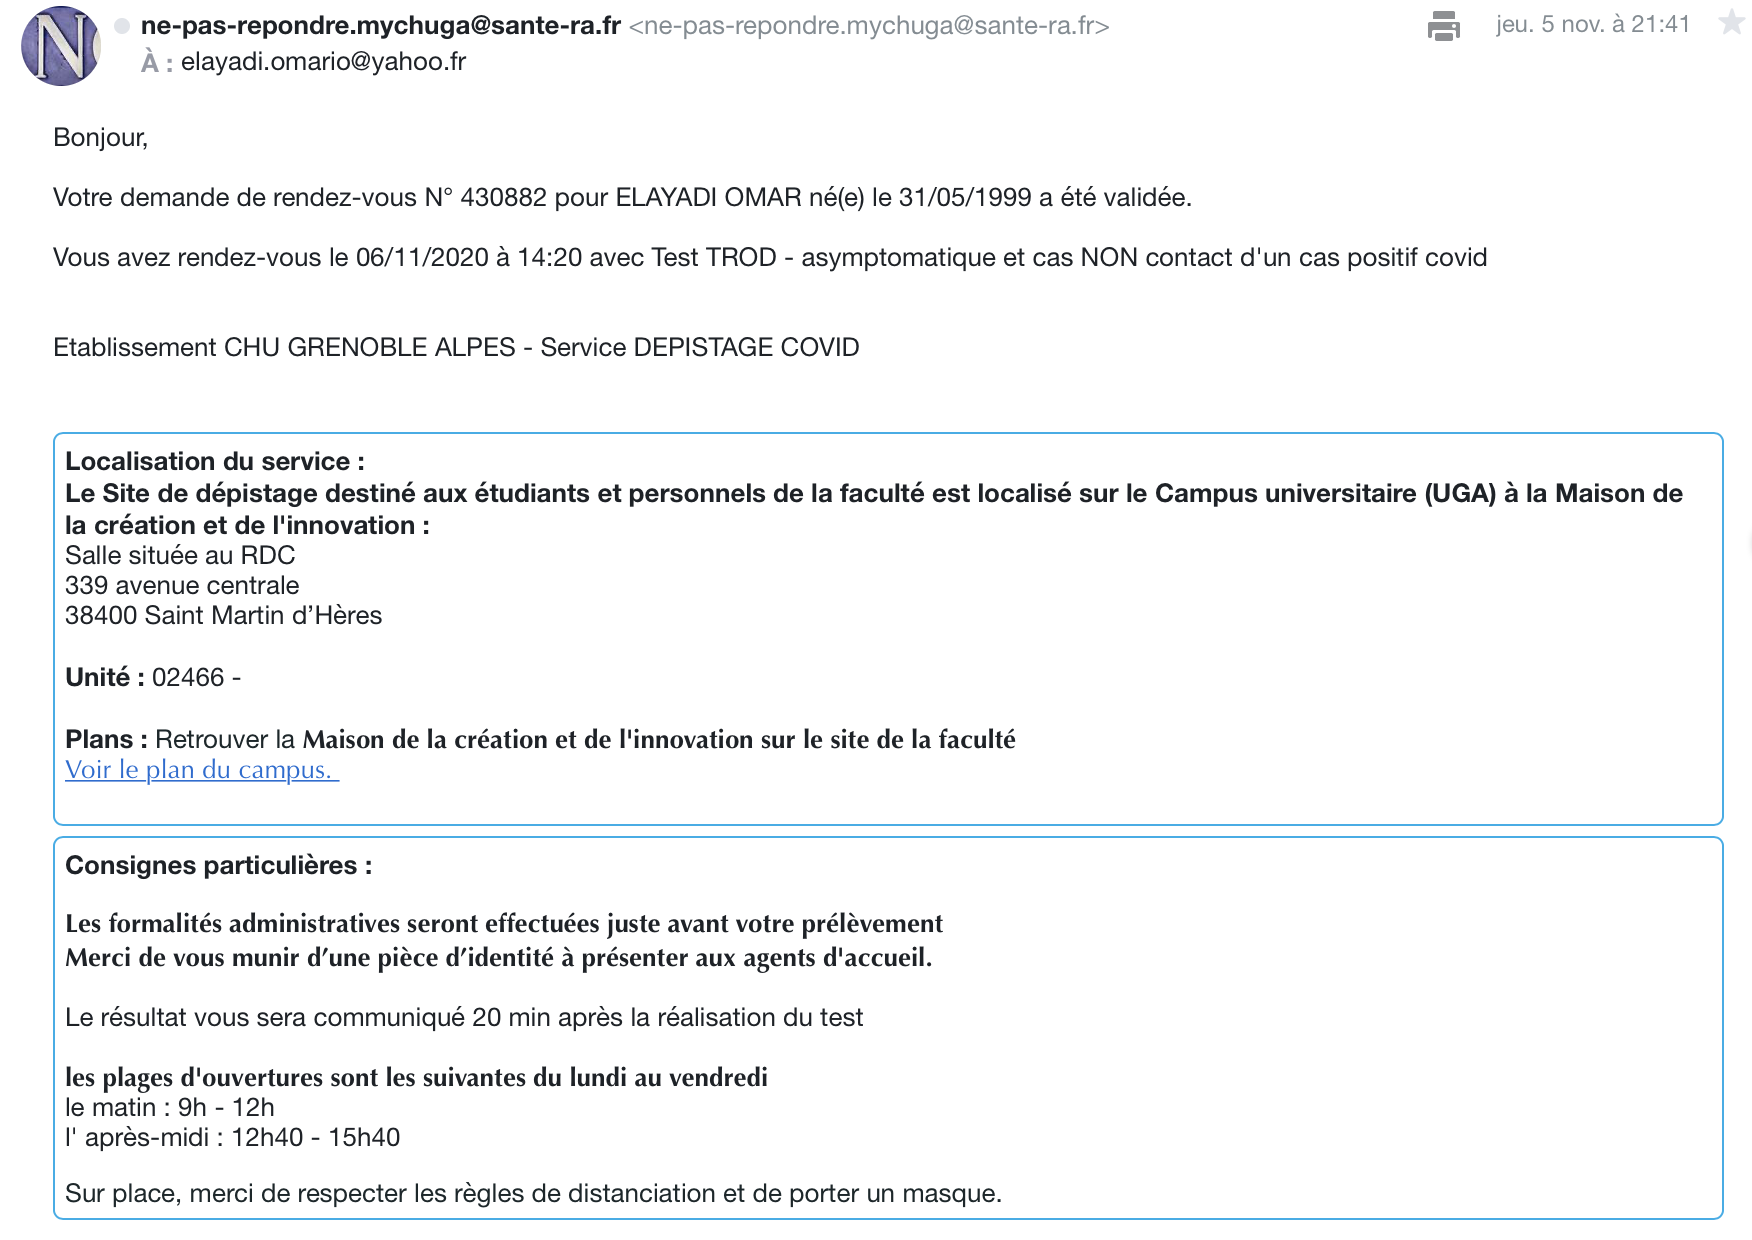 N
ne-pas-repondre.mychuga@sante-ra.fr <ne-pas-repondre.mychuga@sante-ra.fr> jeu. 5 nov. à 21:41
À : elayadi.omario@yahoo.fr
Bonjour,
Votre demande de rendez-vous N° 430882 pour ELAYADI OMAR né(e) le 31/05/1999 a été validée.
Vous avez rendez-vous le 06/11/2020 à 14:20 avec Test TROD - asymptomatique et cas NON contact d'un cas positif covid
Etablissement CHU GRENOBLE ALPES - Service DEPISTAGE COVID
Localisation du service :
Le Site de dépistage destiné aux étudiants et personnels de la faculté est localisé sur le Campus universitaire (UGA) à la Maison de
la création et de l'innovation :
Salle située au RDC
339 avenue centrale
38400 Saint Martin d’Hères
Unité : 02466 -
Plans : Retrouver la Maison de la création et de l'innovation sur le site de la faculté
Voir le plan du campus.
Consignes particulières :
Les formalités administratives seront effectuées juste avant votre prélèvement
Merci de vous munir d’une pièce d’identité à présenter aux agents d'accueil.
Le résultat vous sera communiqué 20 min après la réalisation du test
les plages d'ouvertures sont les suivantes du lundi au vendredi
le matin : 9h - 12h
l' après-midi : 12h40 - 15h40
Sur place, merci de respecter les règles de distanciation et de porter un masque.